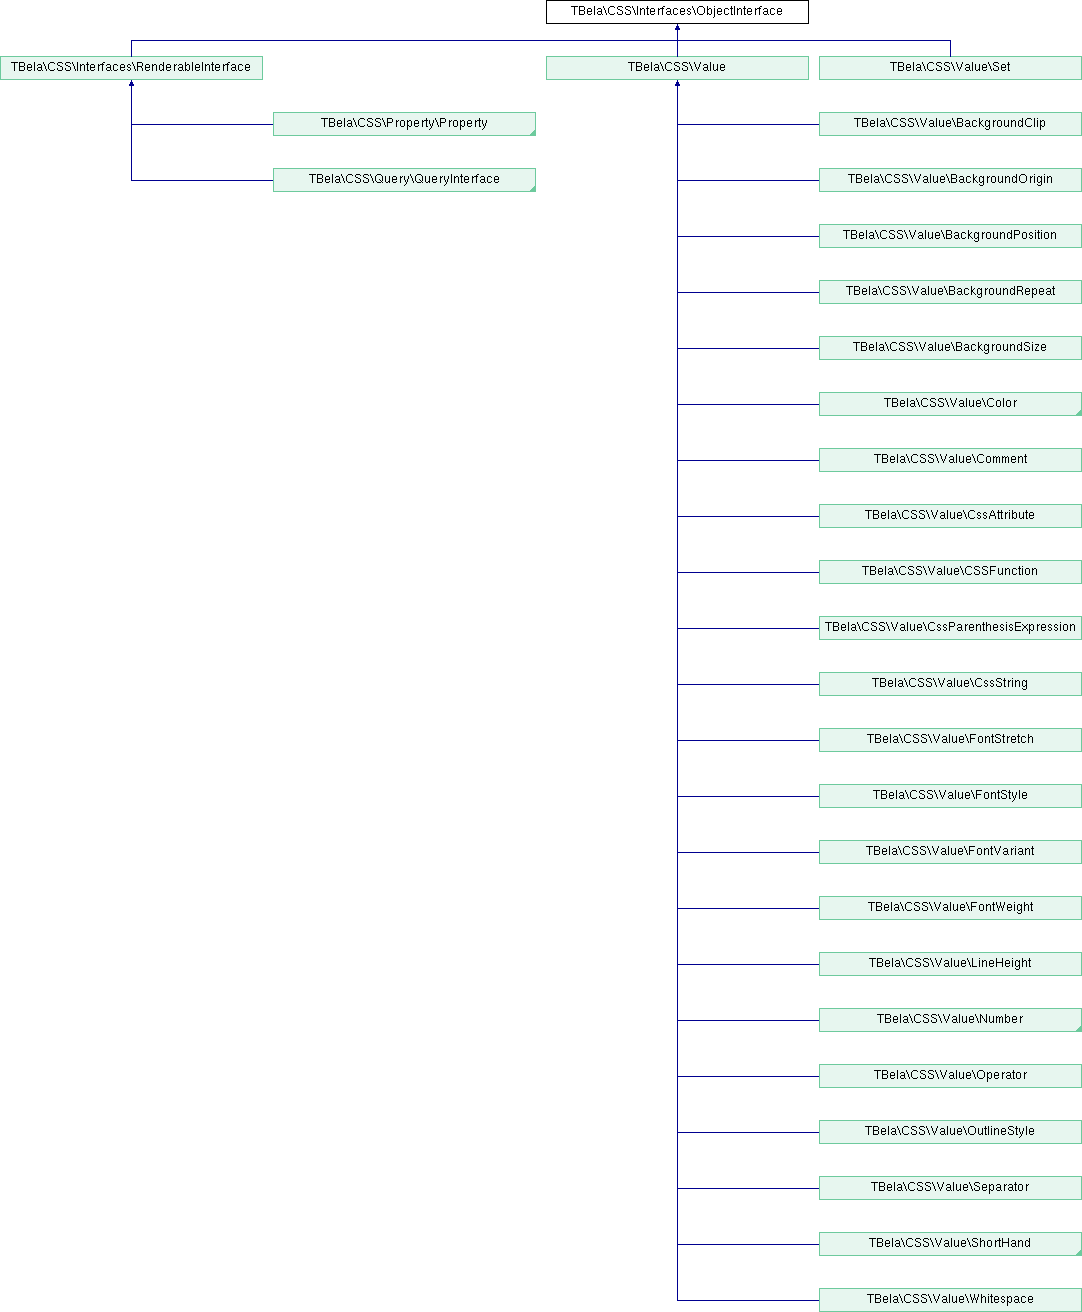 TBela\CSS\Interfaces\ObjectInterface
TBela\CSS\Interfaces\RenderableInterface
TBela\CSS\Value
TBela\CSS\Value\Set
TBela\CSS\Property\Property
TBela\CSS\Value\BackgroundClip
TBela\CSS\Query\QueryInterface
TBela\CSS\Value\BackgroundOrigin
TBela\CSS\Value\BackgroundPosition
TBela\CSS\Value\BackgroundRepeat
TBela\CSS\Value\BackgroundSize
TBela\CSS\Value\Color
TBela\CSS\Value\Comment
TBela\CSS\Value\CssAttribute
TBela\CSS\Value\CSSFunction
TBela\CSS\Value\CssParenthesisExpression
TBela\CSS\Value\CssString
TBela\CSS\Value\FontStretch
TBela\CSS\Value\FontStyle
TBela\CSS\Value\FontVariant
TBela\CSS\Value\FontWeight
TBela\CSS\Value\LineHeight
TBela\CSS\Value\Number
TBela\CSS\Value\Operator
TBela\CSS\Value\OutlineStyle
TBela\CSS\Value\Separator
TBela\CSS\Value\ShortHand
TBela\CSS\Value\Whitespace